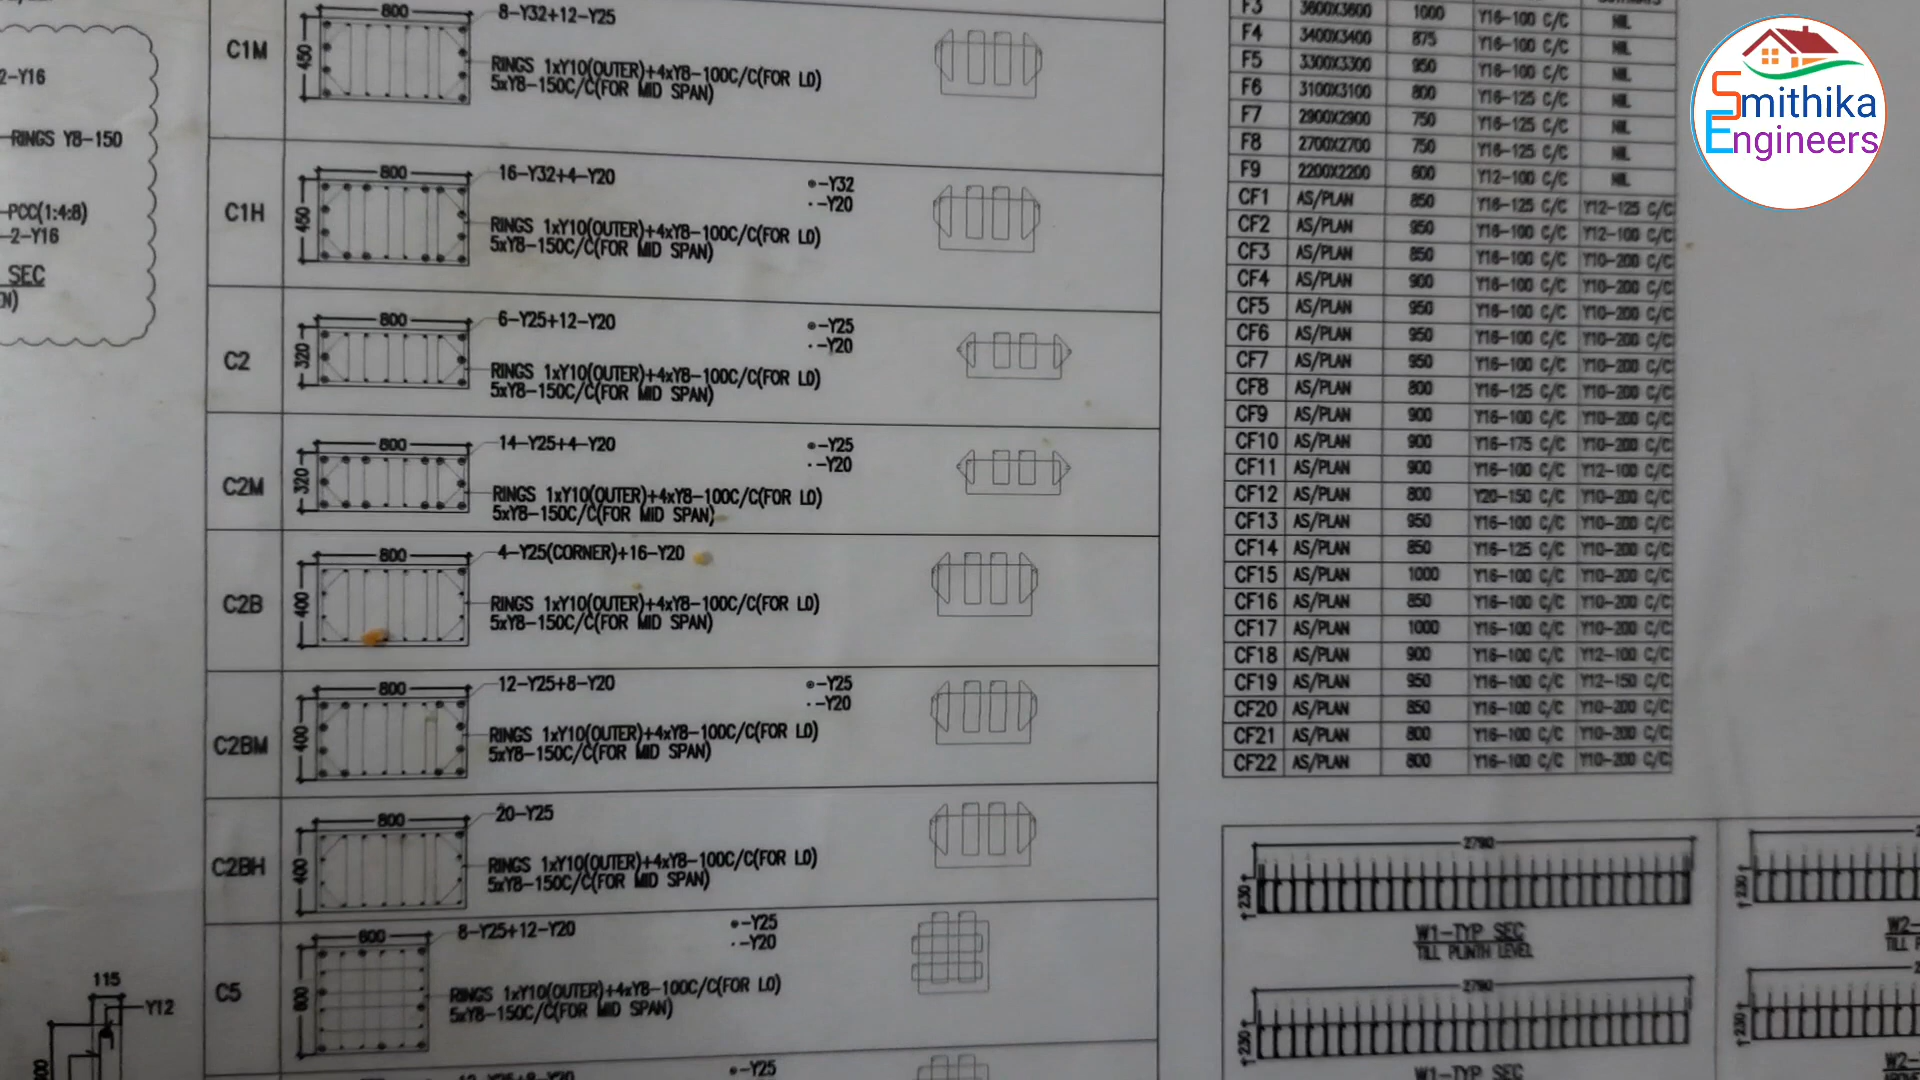 2-Y16
RINGS Y8-150
PCC(1:4:8)
2-Y16
SEC
115
Y12
C1M
800
450
8-Y32+12-Y25
RINGS 1xY10(OUTER)+4xY8-100C/C(FOR LD)
5xY8-150C/C(FOR MID SPAN)
C1H
800
450
16-Y32+4-Y20
-Y32
-Y20
RINGS 1xY10(OUTER)+4xY8-100C/C(FOR LD)
5xY8-150C/C(FOR MID SPAN)
C2
800
320
6-Y25+12-Y20
-Y25
-Y20
RINGS 1xY10(OUTER)+4xY8-100C/C(FOR LD)
5xY8-150C/C(FOR MID SPAN)
C2M
800
320
14-Y25+4-Y20
-Y25
-Y20
RINGS 1xY10(OUTER)+4xY8-100C/C(FOR LD)
5xY8-150C/C(FOR MID SPAN)
C2B
800
400
4-Y25(CORNER)+16-Y20
RINGS 1xY10(OUTER)+4xY8-100C/C(FOR LD)
5xY8-150C/C(FOR MID SPAN)
C2BM
800
400
12-Y25+8-Y20
-Y25
-Y20
RINGS 1xY10(OUTER)+4xY8-100C/C(FOR LD)
5xY8-150C/C(FOR MID SPAN)
C2BH
800
400
20-Y25
RINGS 1xY10(OUTER)+4xY8-100C/C(FOR LD)
5xY8-150C/C(FOR MID SPAN)
C5
600
600
8-Y25+12-Y20
-Y25
-Y20
RINGS 1xY10(OUTER)+4xY8-100C/C(FOR LD)
5xY8-150C/C(FOR MID SPAN)
-Y25
F3 3600X3600 1000 Y16-100 C/C NIL
F4 3400X3400 875 Y16-100 C/C NIL
F5 3300X3300 950 Y16-100 C/C NIL
F6 3100X3100 800 Y16-125 C/C NIL
F7 2900X2900 750 Y16-125 C/C NIL
F8 2700X2700 750 Y16-125 C/C NIL
F9 2200X2200 600 Y12-100 C/C NIL
CF1 AS/PLAN 850 Y16-125 C/C Y12-125 C/C
CF2 AS/PLAN 950 Y16-100 C/C Y12-100 C/C
CF3 AS/PLAN 850 Y16-100 C/C Y10-200 C/C
CF4 AS/PLAN 900 Y16-100 C/C Y10-200 C/C
CF5 AS/PLAN 950 Y16-100 C/C Y10-200 C/C
CF6 AS/PLAN 950 Y16-100 C/C Y10-200 C/C
CF7 AS/PLAN 950 Y16-100 C/C Y10-200 C/C
CF8 AS/PLAN 800 Y16-125 C/C Y10-200 C/C
CF9 AS/PLAN 900 Y16-100 C/C Y10-200 C/C
CF10 AS/PLAN 900 Y16-175 C/C Y10-200 C/C
CF11 AS/PLAN 900 Y16-100 C/C Y12-100 C/C
CF12 AS/PLAN 800 Y20-150 C/C Y10-200 C/C
CF13 AS/PLAN 950 Y16-100 C/C Y10-200 C/C
CF14 AS/PLAN 850 Y16-125 C/C Y10-200 C/C
CF15 AS/PLAN 1000 Y16-100 C/C Y10-200 C/C
CF16 AS/PLAN 850 Y16-100 C/C Y10-200 C/C
CF17 AS/PLAN 1000 Y16-100 C/C Y10-200 C/C
CF18 AS/PLAN 900 Y16-100 C/C Y12-100 C/C
CF19 AS/PLAN 950 Y16-100 C/C Y12-150 C/C
CF20 AS/PLAN 850 Y16-100 C/C Y10-200 C/C
CF21 AS/PLAN 800 Y16-100 C/C Y10-200 C/C
CF22 AS/PLAN 800 Y16-100 C/C Y10-200 C/C
2790
230
W1-TYP SEC
TILL PLINTH LEVEL
230
W2-
2790
230
W1-TYP SEC
230
Smithika
Engineers